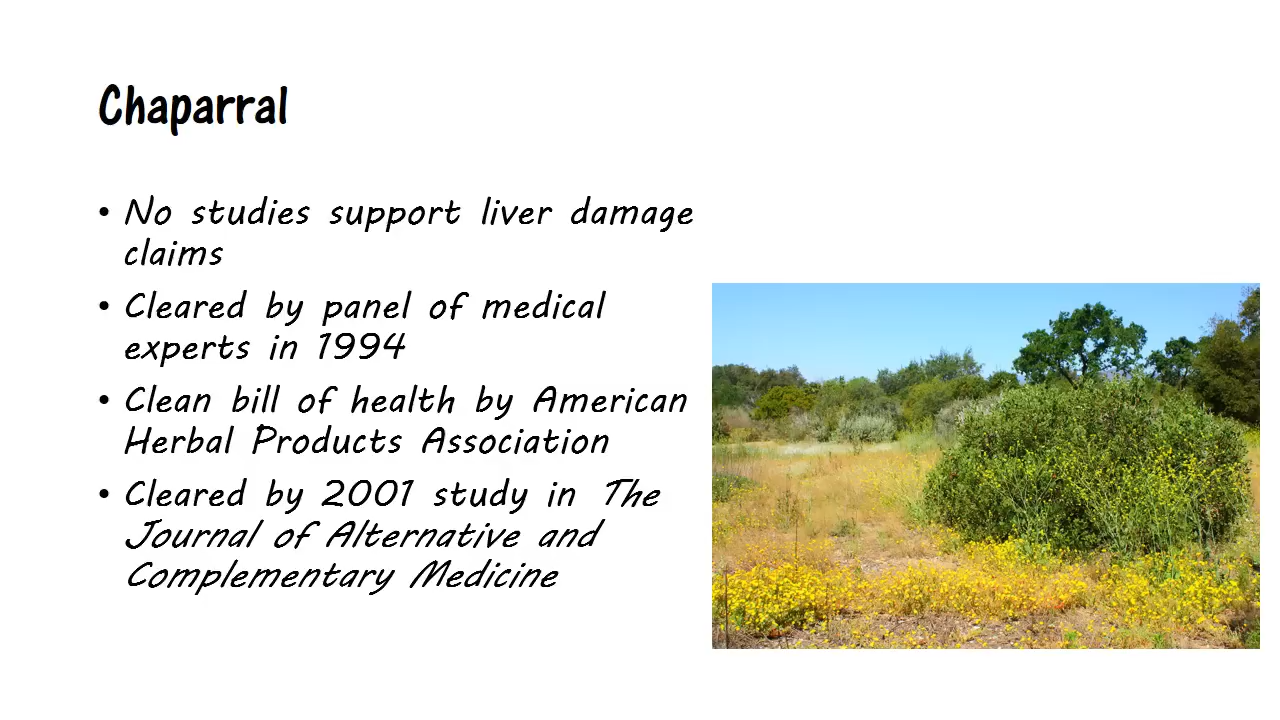 Chaparral
• No studies support liver damage
claims
• Cleared by panel of medical
experts in 1994
• Clean bill of health by American
Herbal Products Association
• Cleared by 2001 study in The
Journal of Alternative and
Complementary Medicine